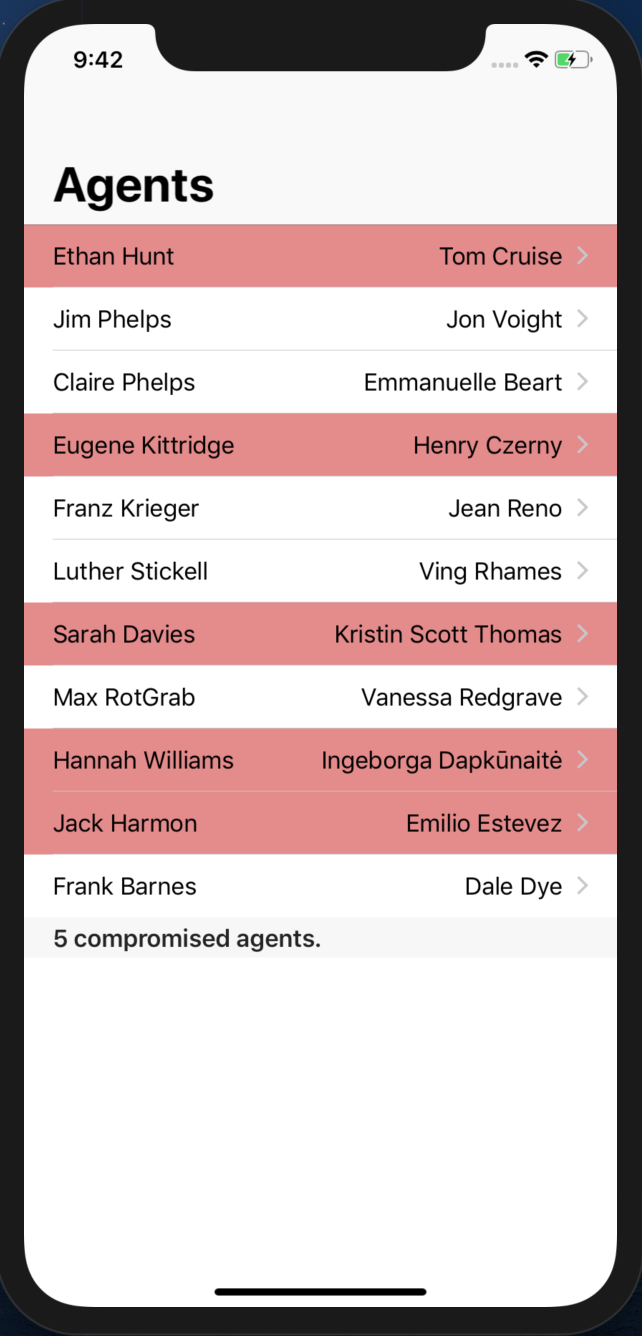 9:42
Agents
Ethan Hunt Tom Cruise
Jim Phelps Jon Voight
Claire Phelps Emmanuelle Beart
Eugene Kittridge Henry Czerny
Franz Krieger Jean Reno
Luther Stickell Ving Rhames
Sarah Davies Kristin Scott Thomas
Max RotGrab Vanessa Redgrave
Hannah Williams Ingeborga Dapkūnaitė
Jack Harmon Emilio Estevez
Frank Barnes Dale Dye
5 compromised agents.